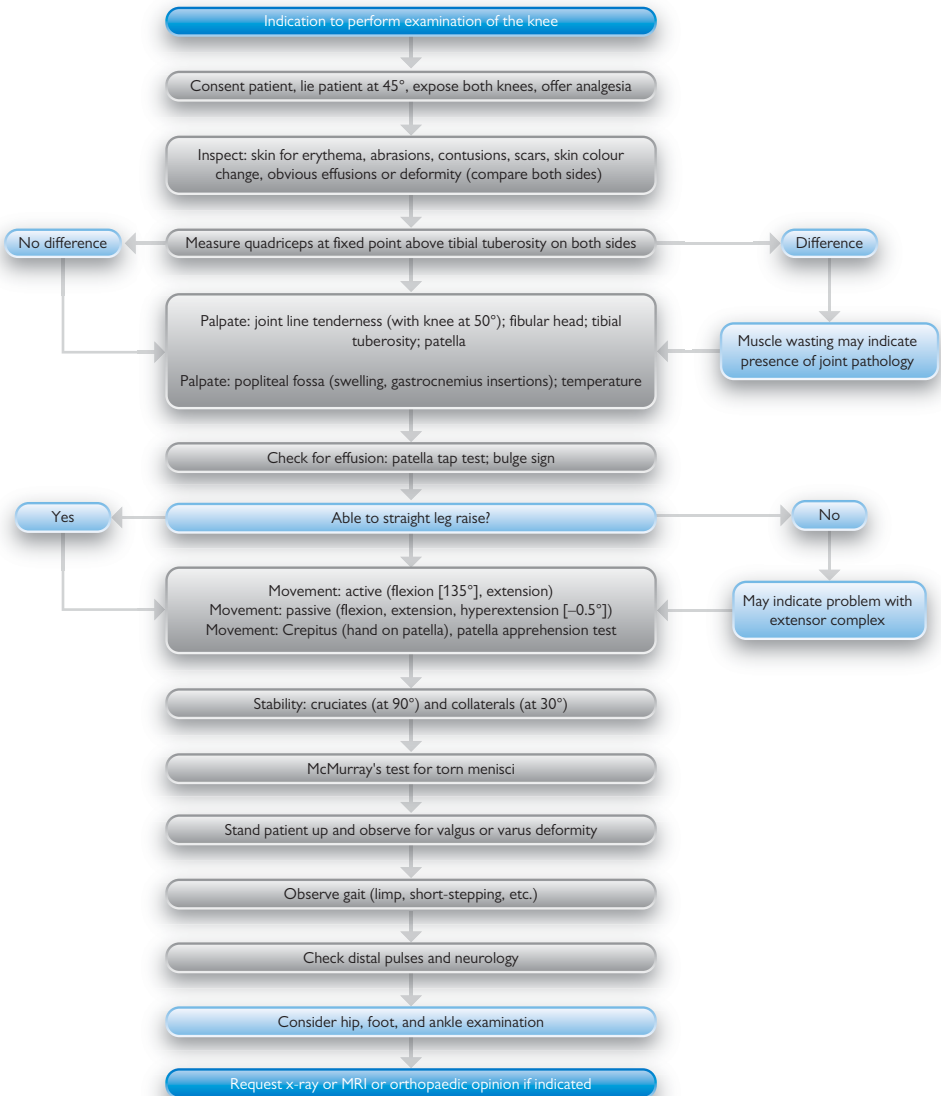 Indication to perform examination of the knee
Consent patient, lie patient at 45°, expose both knees, offer analgesia
Inspect: skin for erythema, abrasions, contusions, scars, skin colour
change, obvious effusions or deformity (compare both sides)
No difference
Measure quadriceps at fixed point above tibial tuberosity on both sides
Difference
Palpate: joint line tenderness (with knee at 50°); fibular head; tibial
tuberosity; patella
Palpate: popliteal fossa (swelling, gastrocnemius insertions); temperature
Muscle wasting may indicate
presence of joint pathology
Check for effusion: patella tap test; bulge sign
Yes
Able to straight leg raise?
No
Movement: active (flexion [135°], extension)
Movement: passive (flexion, extension, hyperextension [–0.5°])
Movement: Crepitus (hand on patella), patella apprehension test
May indicate problem with
extensor complex
Stability: cruciates (at 90°) and collaterals (at 30°)
McMurray's test for torn menisci
Stand patient up and observe for valgus or varus deformity
Observe gait (limp, short-stepping, etc.)
Check distal pulses and neurology
Consider hip, foot, and ankle examination
Request x-ray or MRI or orthopaedic opinion if indicated